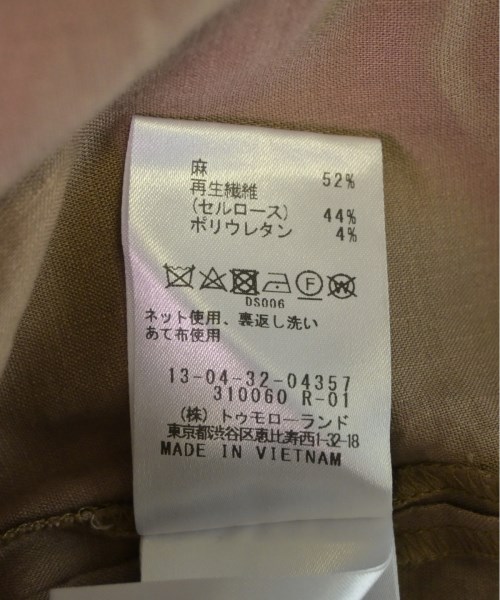 麻 52%
再生繊維
(セルロース) 44%
ポリウレタン 4%
DS006
ネット使用、裏返し洗い
あて布使用
13-04-32-04357
310060 R-01
(株) トゥモローランド
東京都渋谷区恵比寿西1-32-18
MADE IN VIETNAM